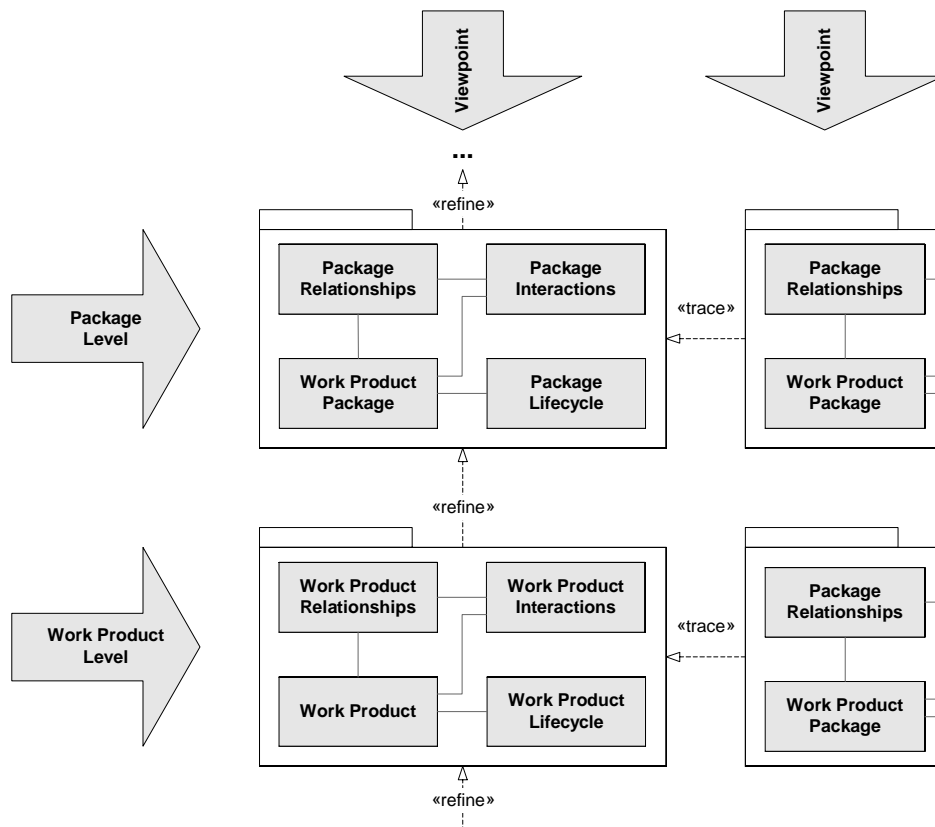 Viewpoint
Viewpoint
...
«refine»
Package
Level
Package
Relationships
Package
Interactions
Work Product
Package
Package
Lifecycle
«trace»
Package
Relationships
Work Product
Package
«refine»
Work Product
Level
Work Product
Relationships
Work Product
Interactions
Work Product
Work Product
Lifecycle
«trace»
Package
Relationships
Work Product
Package
«refine»